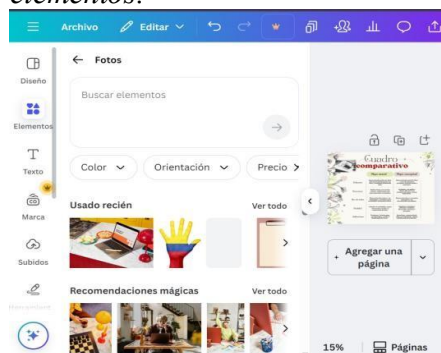 elementos.
Archivo Editar
Fotos
Diseño
Buscar elementos
Elementos
Texto
Color Orientación Precio
Marca
Usado recién Ver todo
Subidos
Recomendaciones mágicas Ver todo
Cuadro
comparativo
+ Agregar una
página
15% Páginas